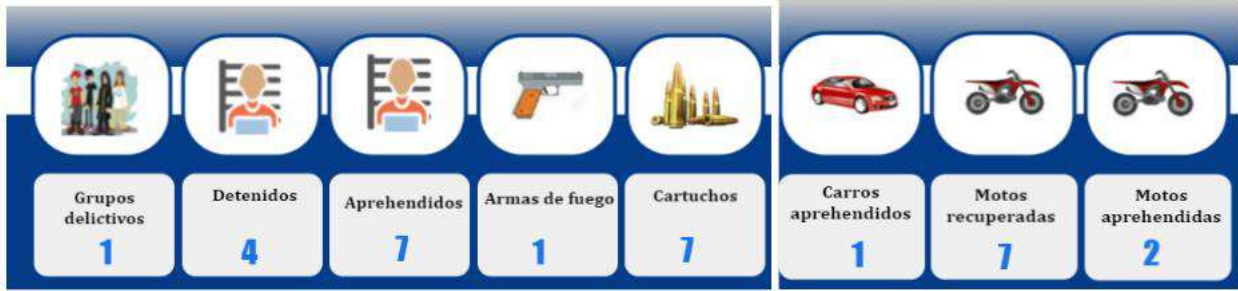 Grupos
delictivos
1
Detenidos
4
Aprehendidos
7
Armas de fuego
1
Cartuchos
7
Carros
aprehendidos
1
Motos
recuperadas
7
Motos
aprehendidas
2